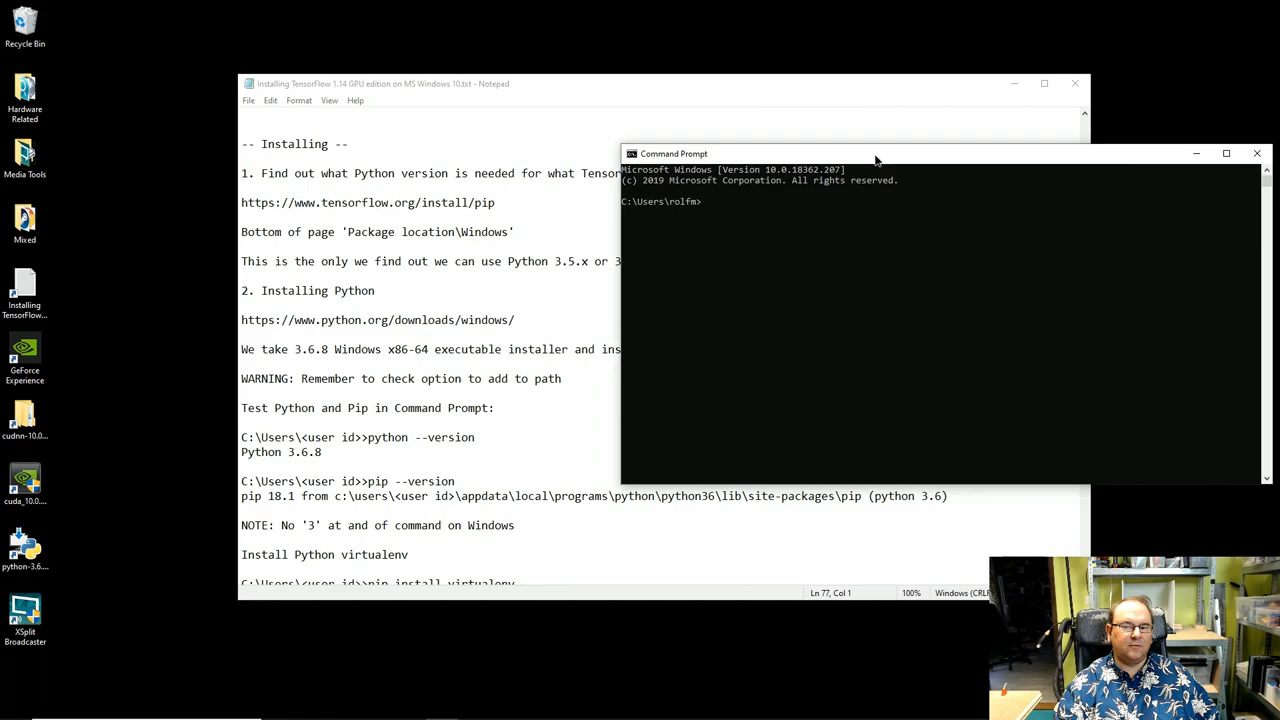 Recycle Bin
Hardware
Related
Media Tools
Mixed
Installing
TensorFlow...
GeForce
Experience
cudnn-10.0...
cuda_10.0....
python-3.6...
XSplit
Broadcaster
Installing TensorFlow 1.14 GPU edition on MS Windows 10.txt - Notepad
File Edit Format View Help
-- Installing --
1. Find out what Python version is needed for what Tensor
https://www.tensorflow.org/install/pip
Bottom of page 'Package location\Windows'
This is the only we find out we can use Python 3.5.x or 3
2. Installing Python
https://www.python.org/downloads/windows/
We take 3.6.8 Windows x86-64 executable installer and ins
WARNING: Remember to check option to add to path
Test Python and Pip in Command Prompt:
C:\Users\<user id>>python --version
Python 3.6.8
C:\Users\<user id>>pip --version
pip 18.1 from c:\users\<user id>\appdata\local\programs\python\python36\lib\site-packages\pip (python 3.6)
NOTE: No '3' at and of command on Windows
Install Python virtualenv
C:\Users\<user id>>pip install virtualenv
Ln 77, Col 1 100% Windows (CRLF
Command Prompt
Microsoft Windows [Version 10.0.18362.207]
(c) 2019 Microsoft Corporation. All rights reserved.
C:\Users\rolfm>